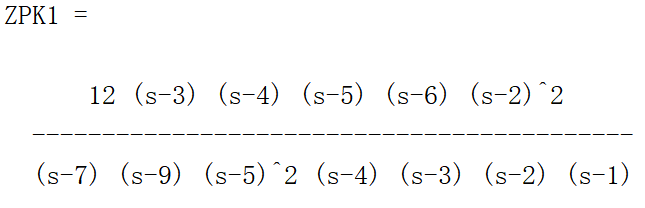 ZPK1 =
12 (s-3) (s-4) (s-5) (s-6) (s-2)^2
-------------------------------------------
(s-7) (s-9) (s-5)^2 (s-4) (s-3) (s-2) (s-1)